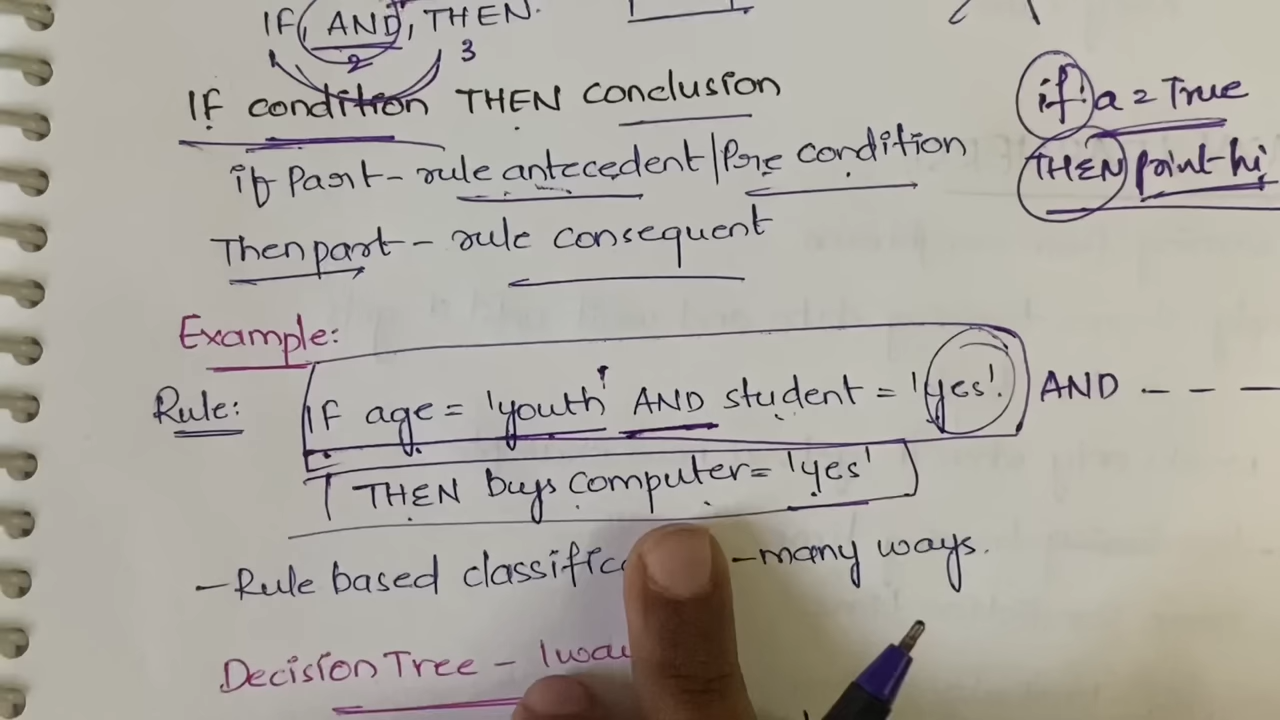 IF, AND, THEN.
2 3
IF condition THEN conclusion
if a = True
THEN print hi
if Part - rule antecedent / Pre condition
Then part - rule consequent
Example:
Rule: IF age = 'youth' AND student = 'yes'. AND - - -
THEN buys computer = 'yes'
- Rule based classific - many ways.
Decision Tree - 1 wa